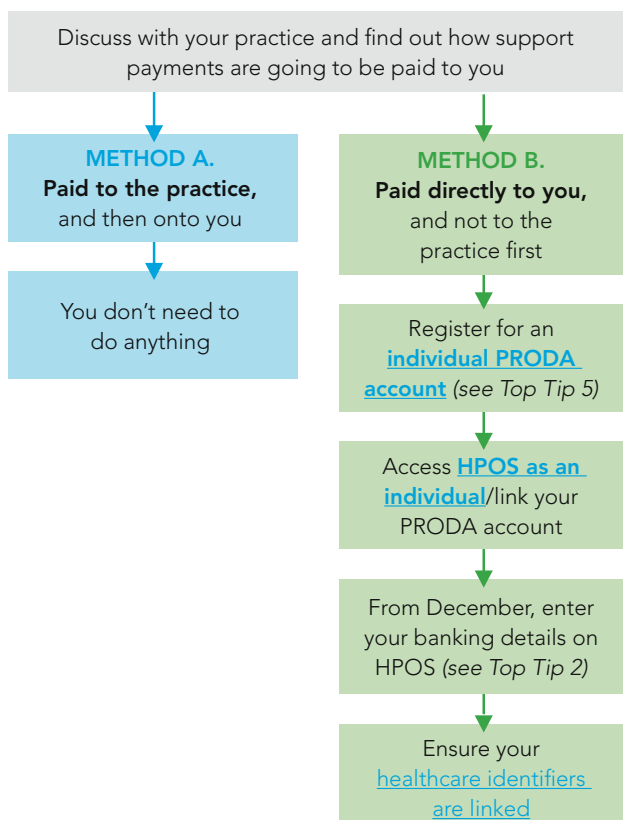 Discuss with your practice and find out how support
payments are going to be paid to you
METHOD A.
Paid to the practice,
and then onto you
You don't need to
do anything
METHOD B.
Paid directly to you,
and not to the
practice first
Register for an
individual PRODA
account (see Top Tip 5)
Access HPOS as an
individual/link your
PRODA account
From December, enter
your banking details on
HPOS (see Top Tip 2)
Ensure your
healthcare identifiers
are linked